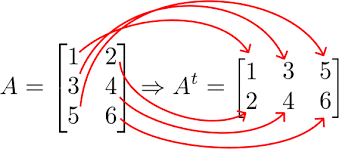 A = [1 2
3 4
5 6] ⇒ A^t = [1 3 5
2 4 6]